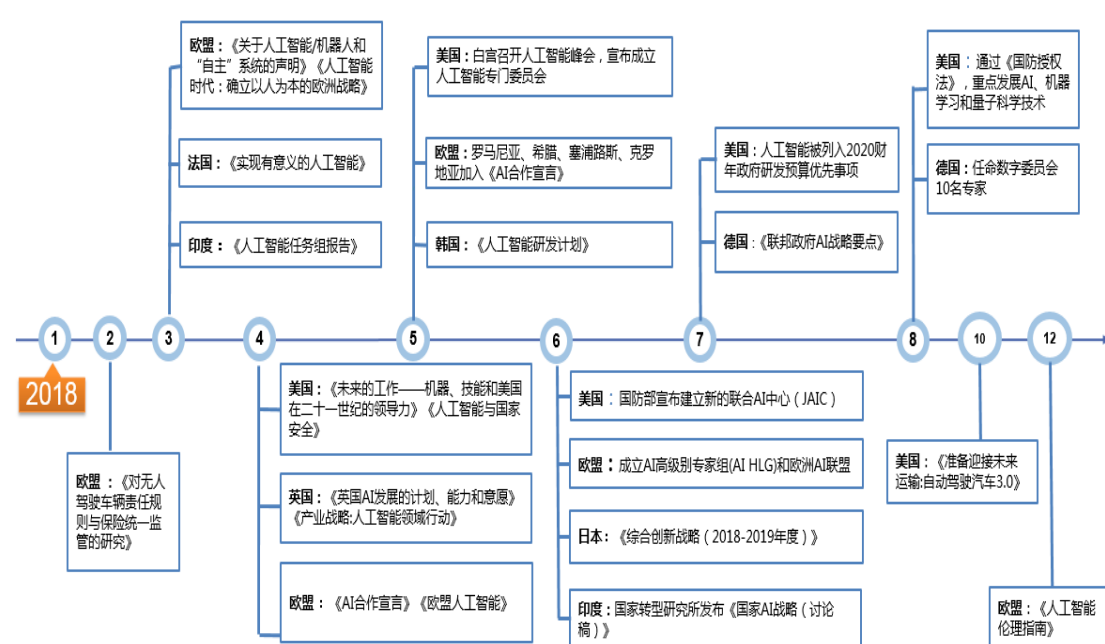 欧盟：《关于人工智能/机器人和
“自主”系统的声明》《人工智能
时代：确立以人为本的欧洲战略》
法国：《实现有意义的人工智能》
印度：《人工智能任务组报告》
美国：白宫召开人工智能峰会，宣布成立
人工智能专门委员会
欧盟：罗马尼亚、希腊、塞浦路斯、克罗
地亚加入《AI合作宣言》
韩国：《人工智能研发计划》
美国：人工智能被列入2020财
年政府研发预算优先事项
德国：《联邦政府AI战略要点》
美国：通过《国防授权
法》，重点发展AI、机器
学习和量子科学技术
德国：任命数字委员会
10名专家
1
2
3
4
5
6
7
8
10
12
2018
欧盟：《对无人
驾驶车辆责任规
则与保险统一监
管的研究》
美国：《未来的工作——机器、技能和美国
在二十一世纪的领导力》《人工智能与国家
安全》
英国：《英国AI发展的计划、能力和意愿》
《产业战略:人工智能领域行动》
欧盟：《AI合作宣言》《欧盟人工智能》
美国：国防部宣布建立新的联合AI中心（JAIC）
欧盟：成立AI高级别专家组(AI HLG)和欧洲AI联盟
日本：《综合创新战略（2018-2019年度）》
印度：国家转型研究所发布《国家AI战略（讨论
稿）》
美国：《准备迎接未来
运输:自动驾驶汽车3.0》
欧盟：《人工智能
伦理指南》